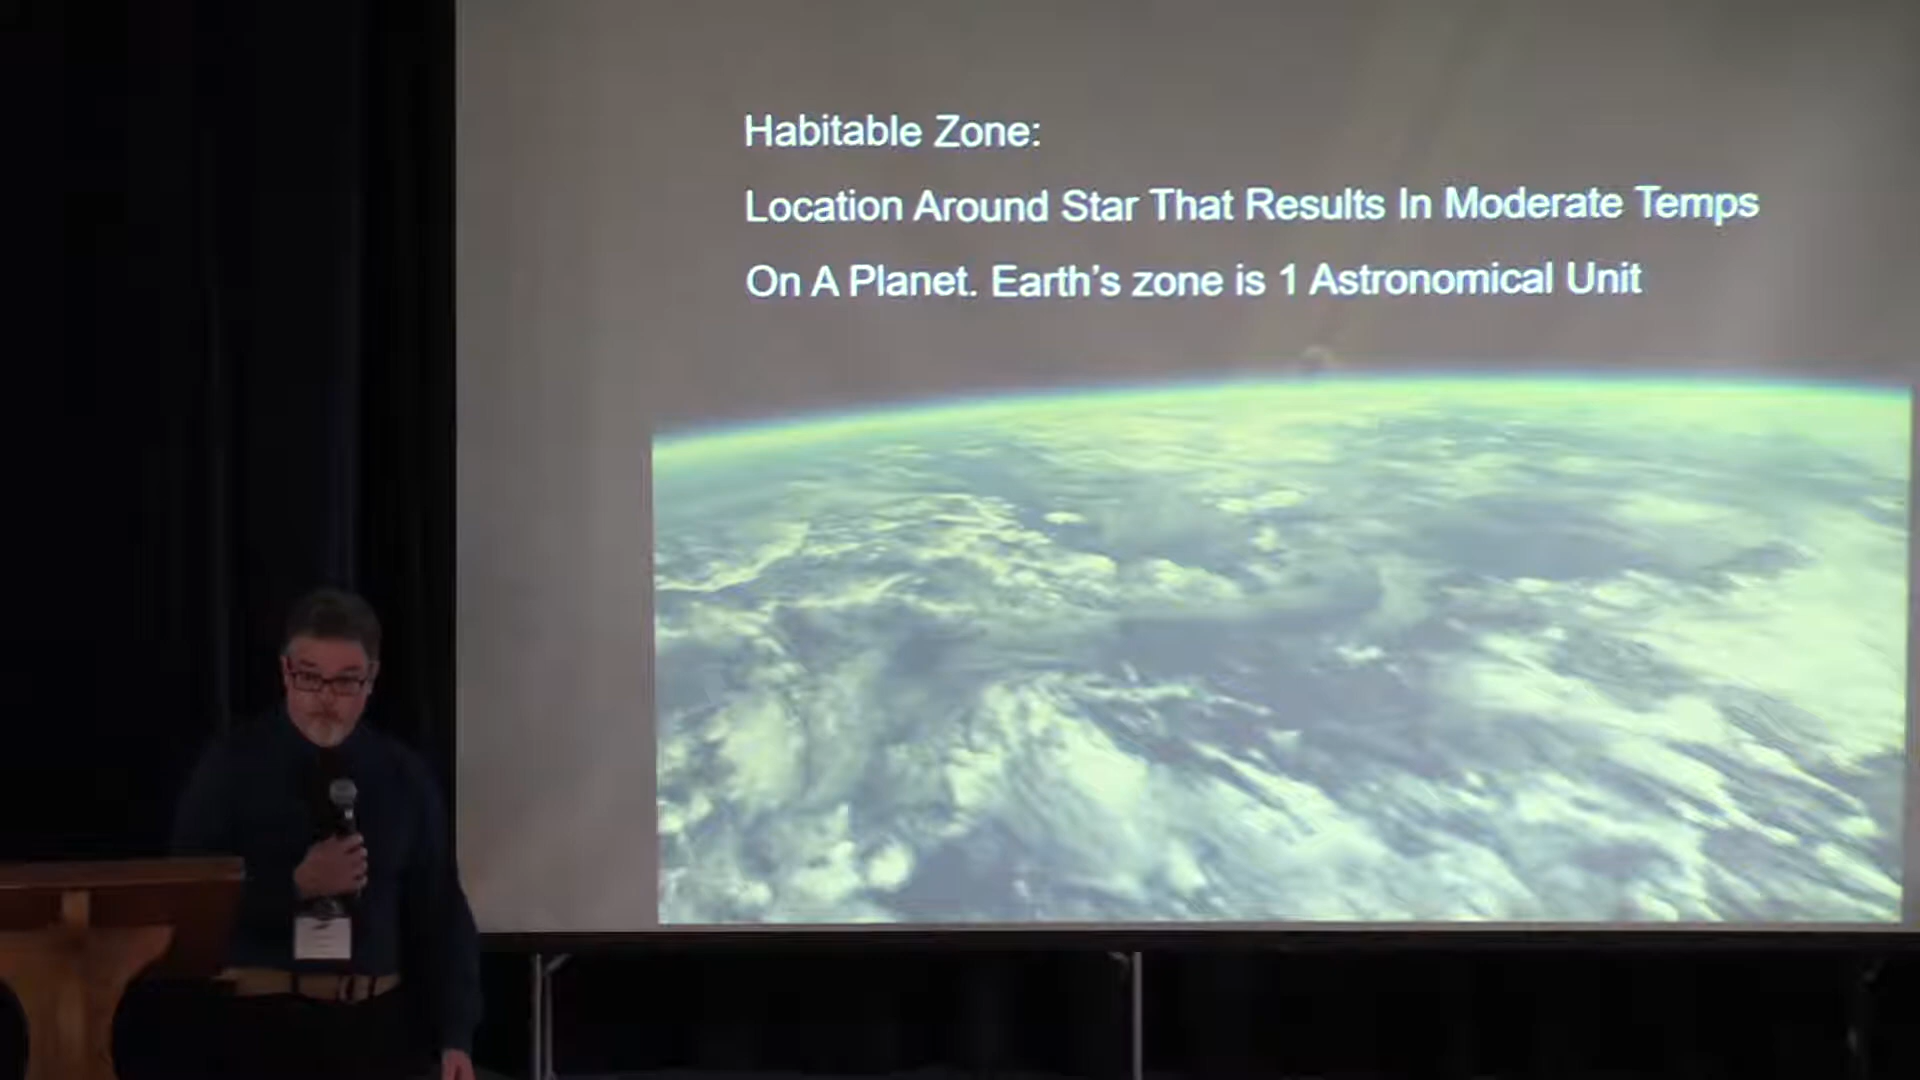 Habitable Zone:
Location Around Star That Results In Moderate Temps
On A Planet. Earth's zone is 1 Astronomical Unit